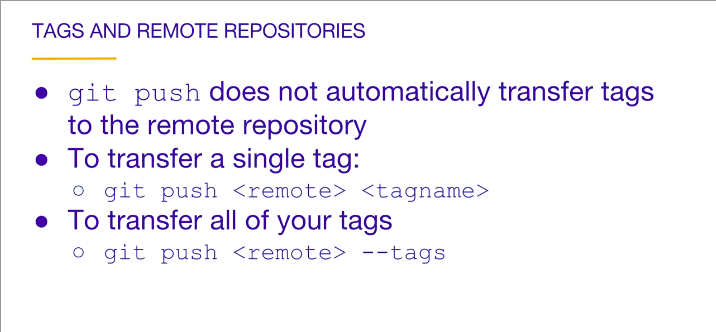 TAGS AND REMOTE REPOSITORIES
● git push does not automatically transfer tags
to the remote repository
● To transfer a single tag:
○ git push <remote> <tagname>
● To transfer all of your tags
○ git push <remote> --tags